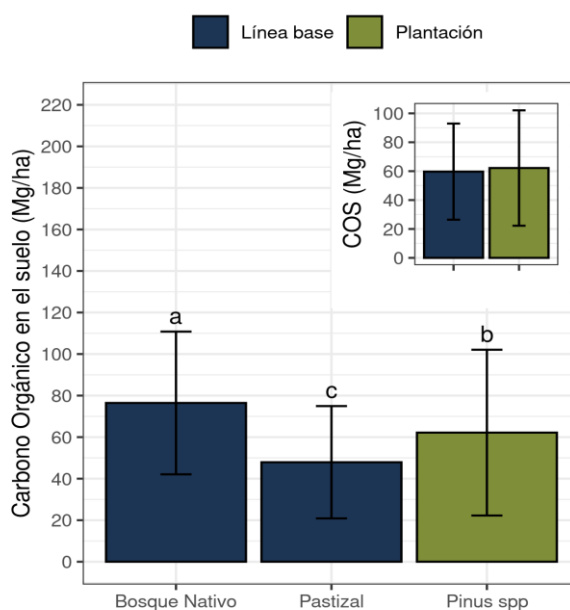 Línea base
Plantación
Carbono Orgánico en el suelo (Mg/ha)
220
200
180
160
140
120
100
80
60
40
20
0
COS (Mg/ha)
100
80
60
40
20
0
a
c
b
Bosque Nativo
Pastizal
Pinus spp